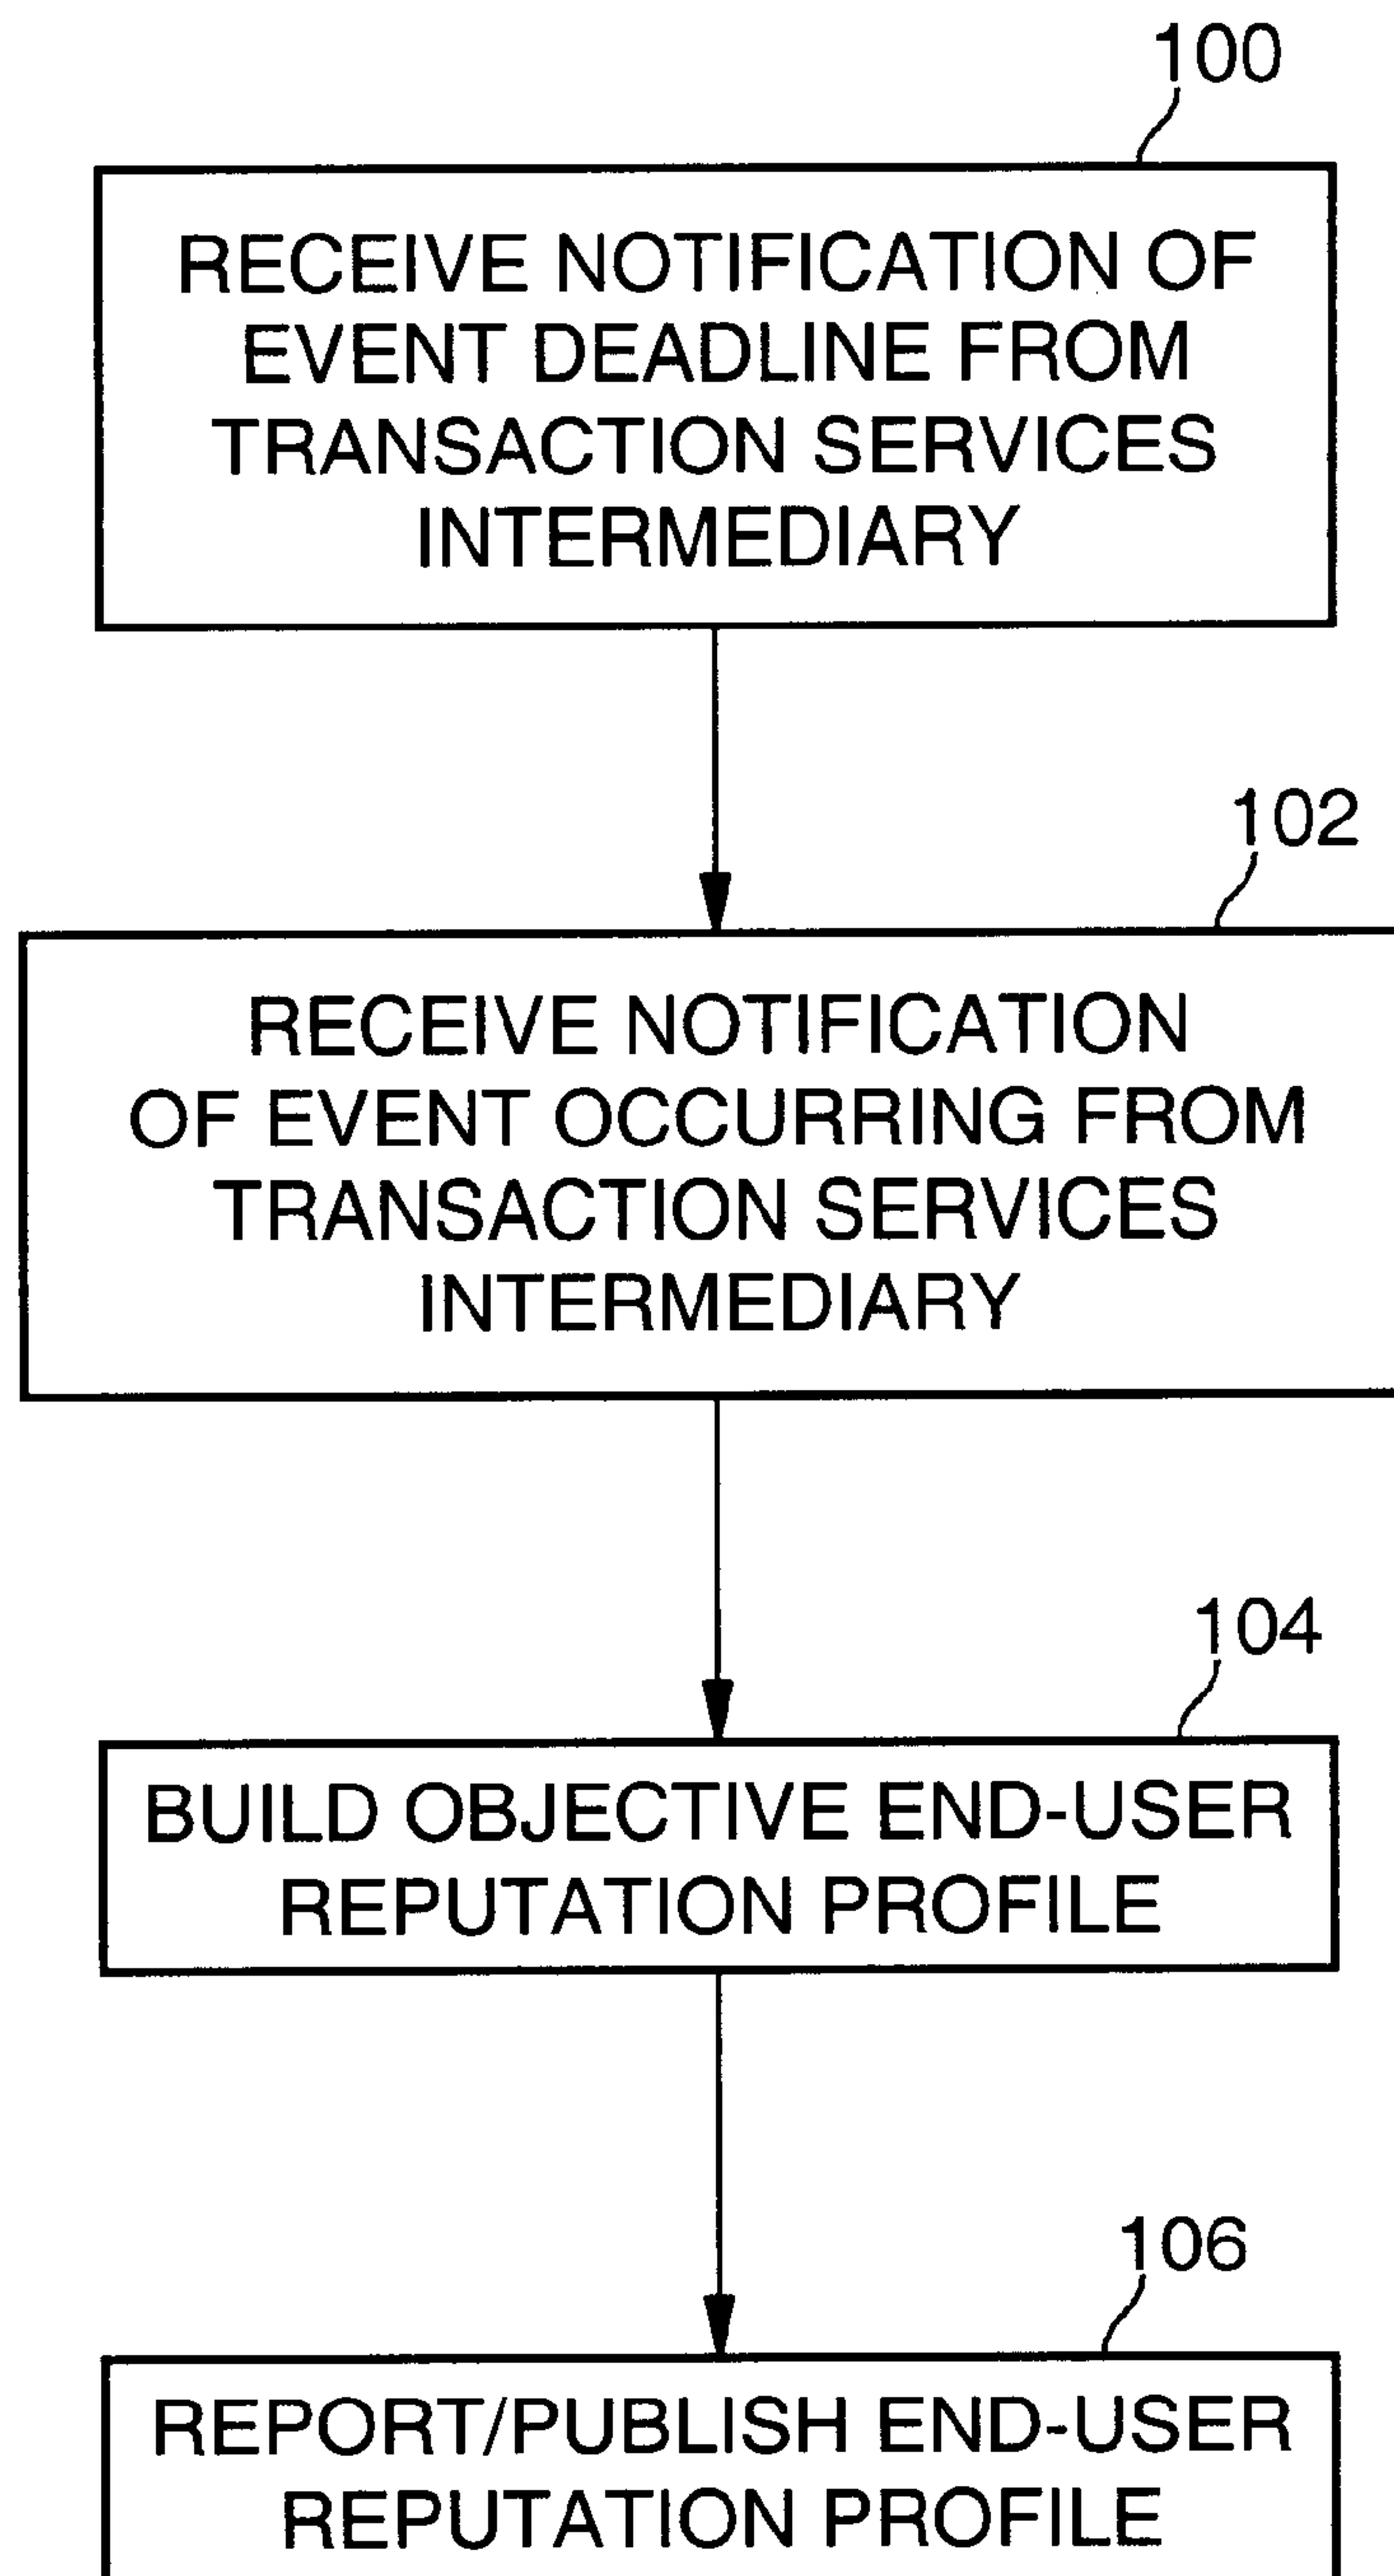 100
RECEIVE NOTIFICATION OF
EVENT DEADLINE FROM
TRANSACTION SERVICES
INTERMEDIARY
102
RECEIVE NOTIFICATION
OF EVENT OCCURRING FROM
TRANSACTION SERVICES
INTERMEDIARY
104
BUILD OBJECTIVE END-USER
REPUTATION PROFILE
106
REPORT/PUBLISH END-USER
REPUTATION PROFILE